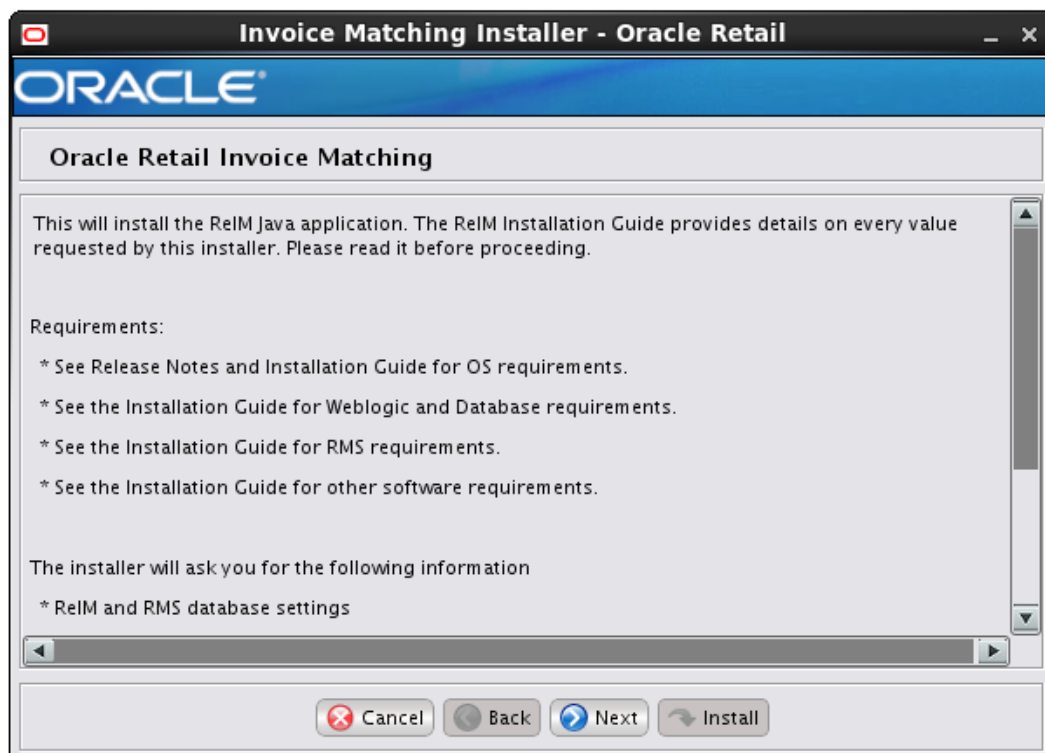 Invoice Matching Installer - Oracle Retail
ORACLE
Oracle Retail Invoice Matching
This will install the ReIM Java application. The ReIM Installation Guide provides details on every value
requested by this installer. Please read it before proceeding.
Requirements:
* See Release Notes and Installation Guide for OS requirements.
* See the Installation Guide for Weblogic and Database requirements.
* See the Installation Guide for RMS requirements.
* See the Installation Guide for other software requirements.
The installer will ask you for the following information
* ReIM and RMS database settings
Cancel Back Next Install